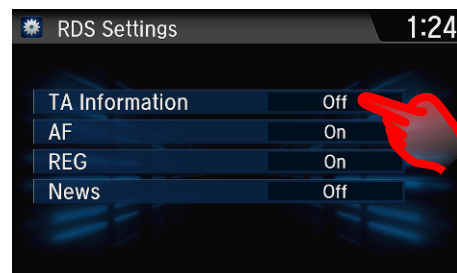 RDS Settings 1:24
TA Information Off
AF On
REG On
News Off